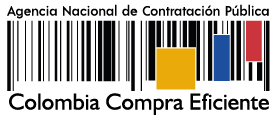 Agencia Nacional de Contratación Pública
Colombia Compra Eficiente